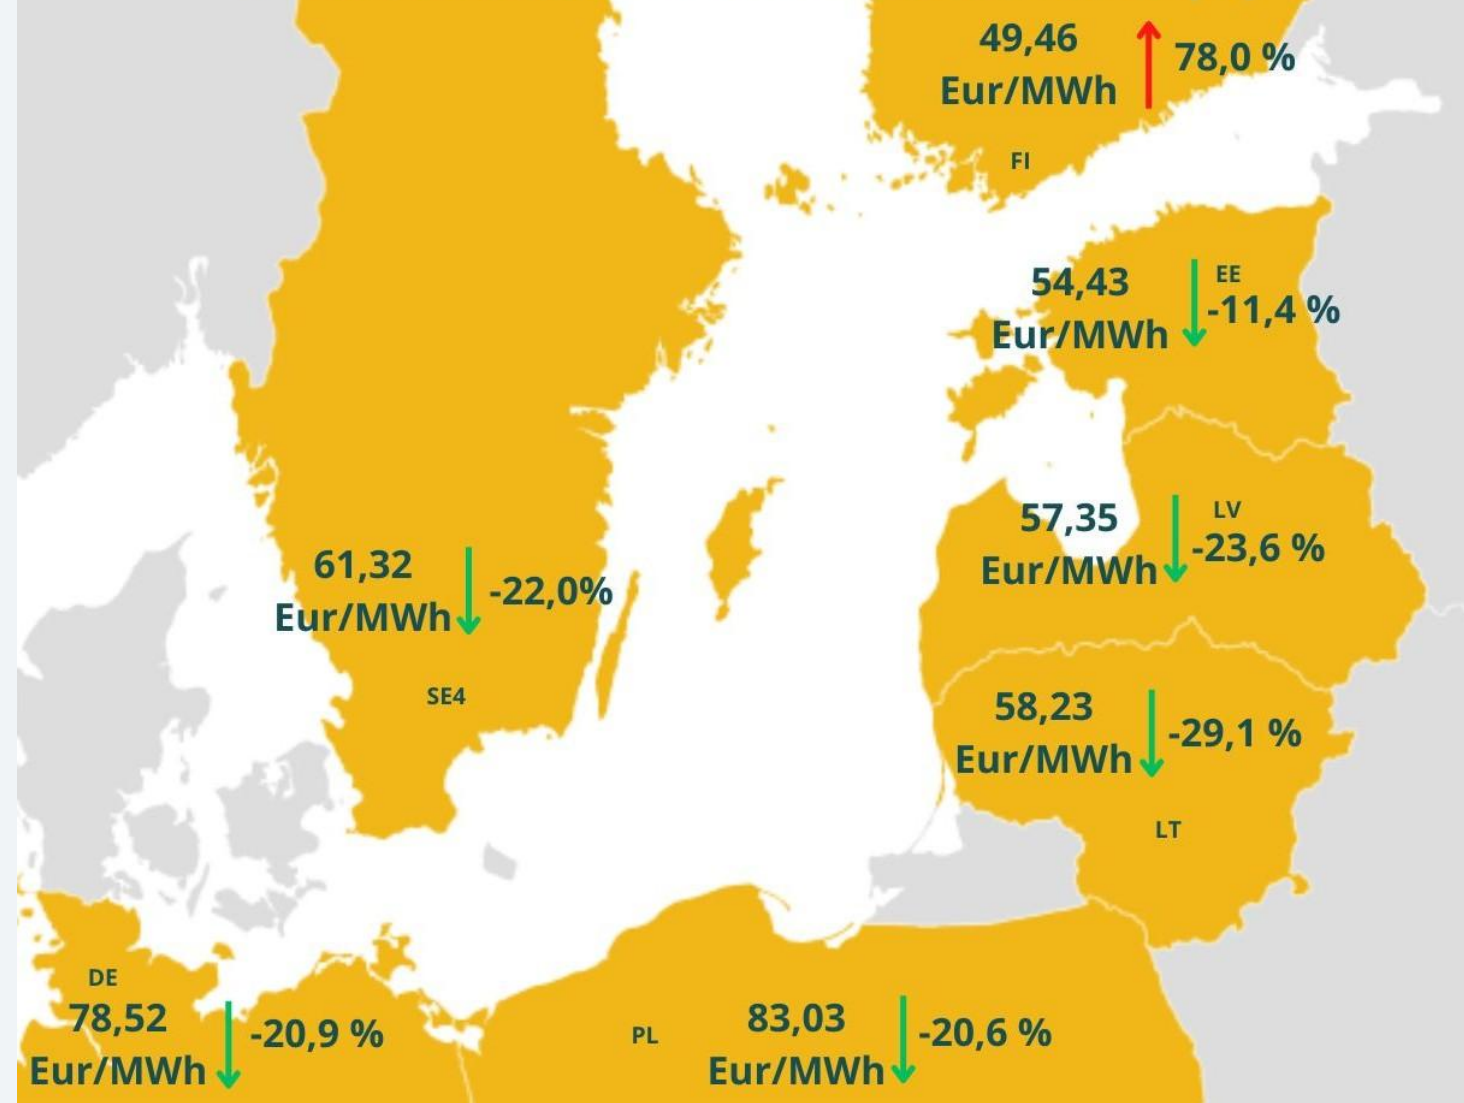 49,46
Eur/MWh
78,0 %
FI
54,43
Eur/MWh
EE
-11,4 %
57,35
Eur/MWh
LV
-23,6 %
61,32
Eur/MWh
-22,0%
SE4
58,23
Eur/MWh
-29,1 %
LT
DE
78,52
Eur/MWh
-20,9 %
PL
83,03
Eur/MWh
-20,6 %